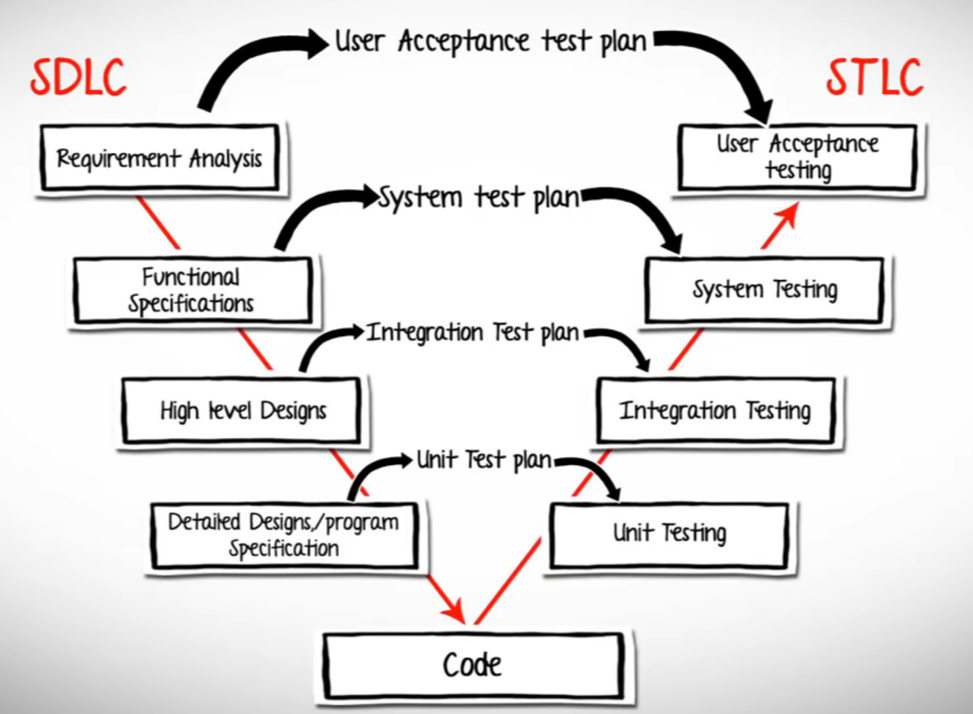 User Acceptance test plan
SDLC
STLC
Requirement Analysis
User Acceptance
testing
System test plan
Functional
Specifications
System Testing
Integration Test plan
High level Designs
Integration Testing
Unit Test plan
Detailed Designs,/program
Specification
Unit Testing
Code